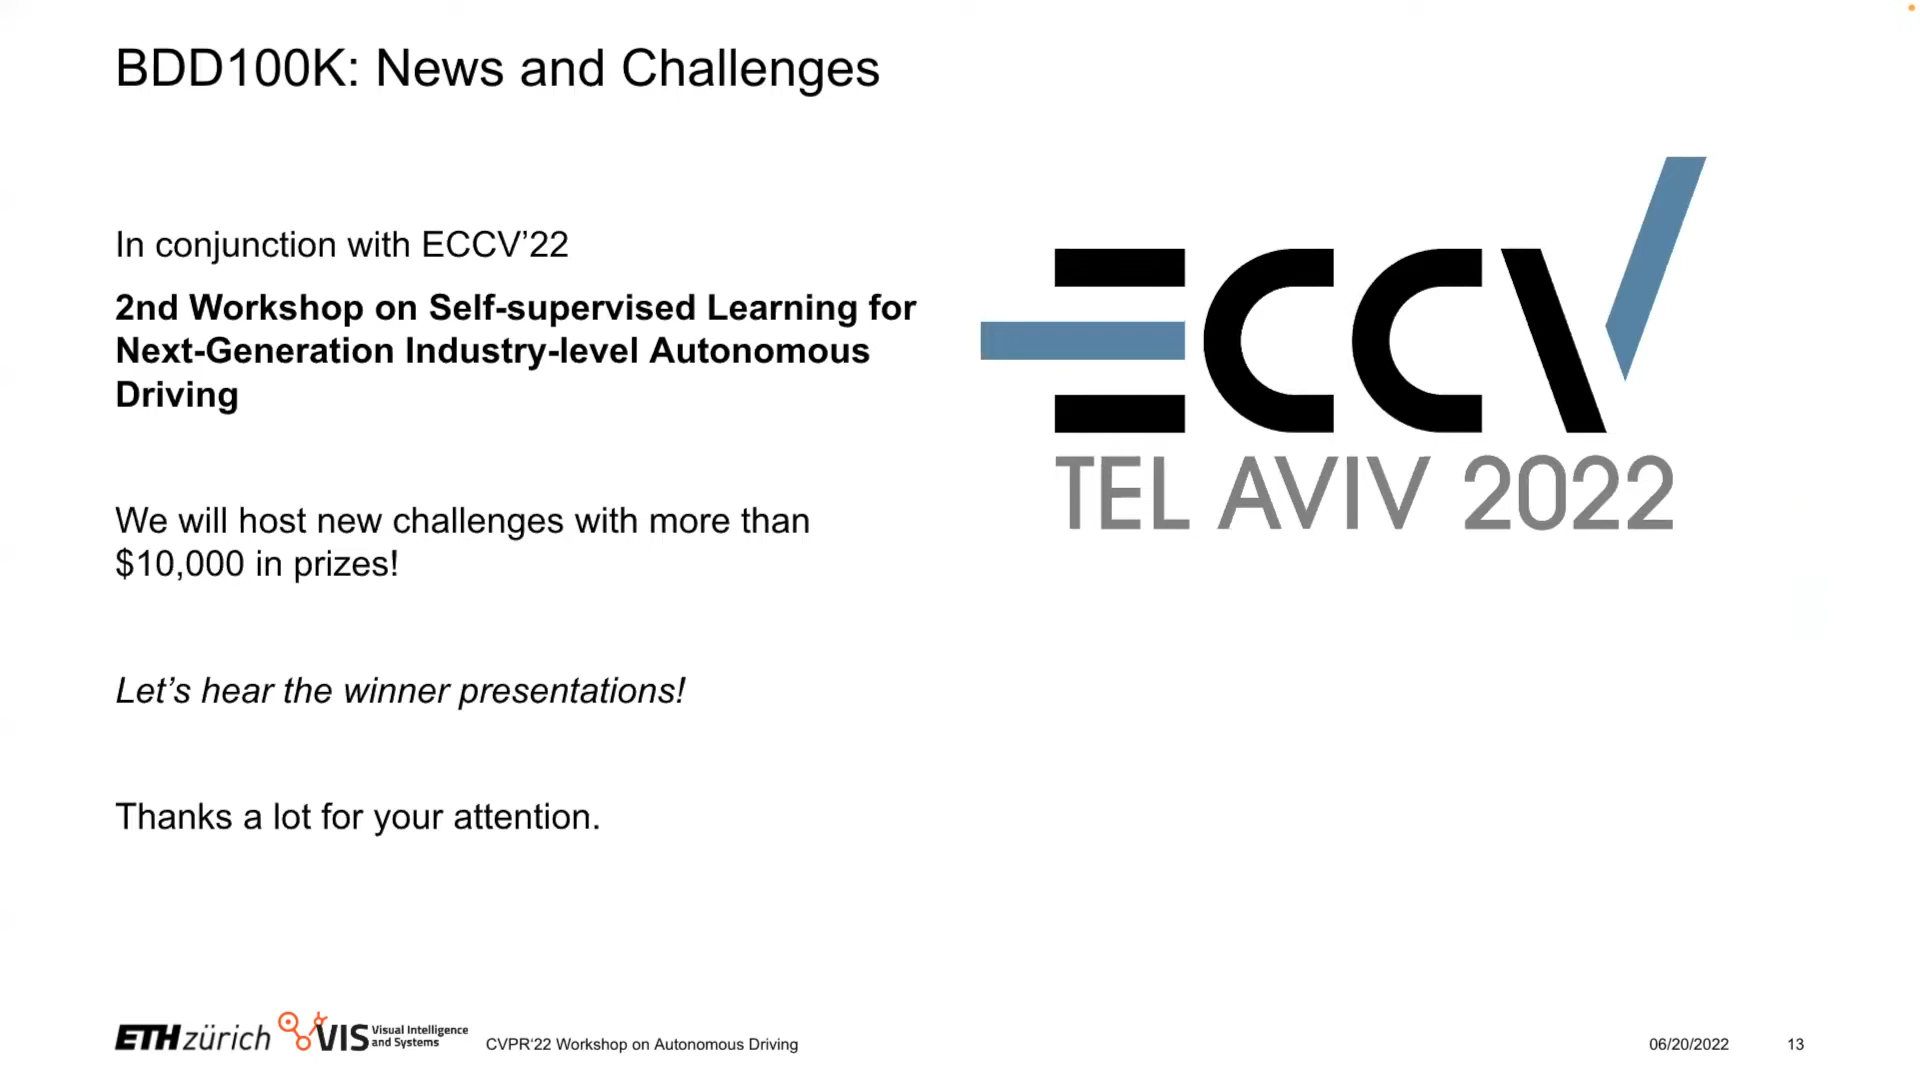 BDD100K: News and Challenges
In conjunction with ECCV’22
2nd Workshop on Self-supervised Learning for
Next-Generation Industry-level Autonomous
Driving
We will host new challenges with more than
$10,000 in prizes!
Let’s hear the winner presentations!
Thanks a lot for your attention.
ECCV
TEL AVIV 2022
ETH zürich
VIS Visual Intelligence
and Systems
CVPR‘22 Workshop on Autonomous Driving
06/20/2022
13